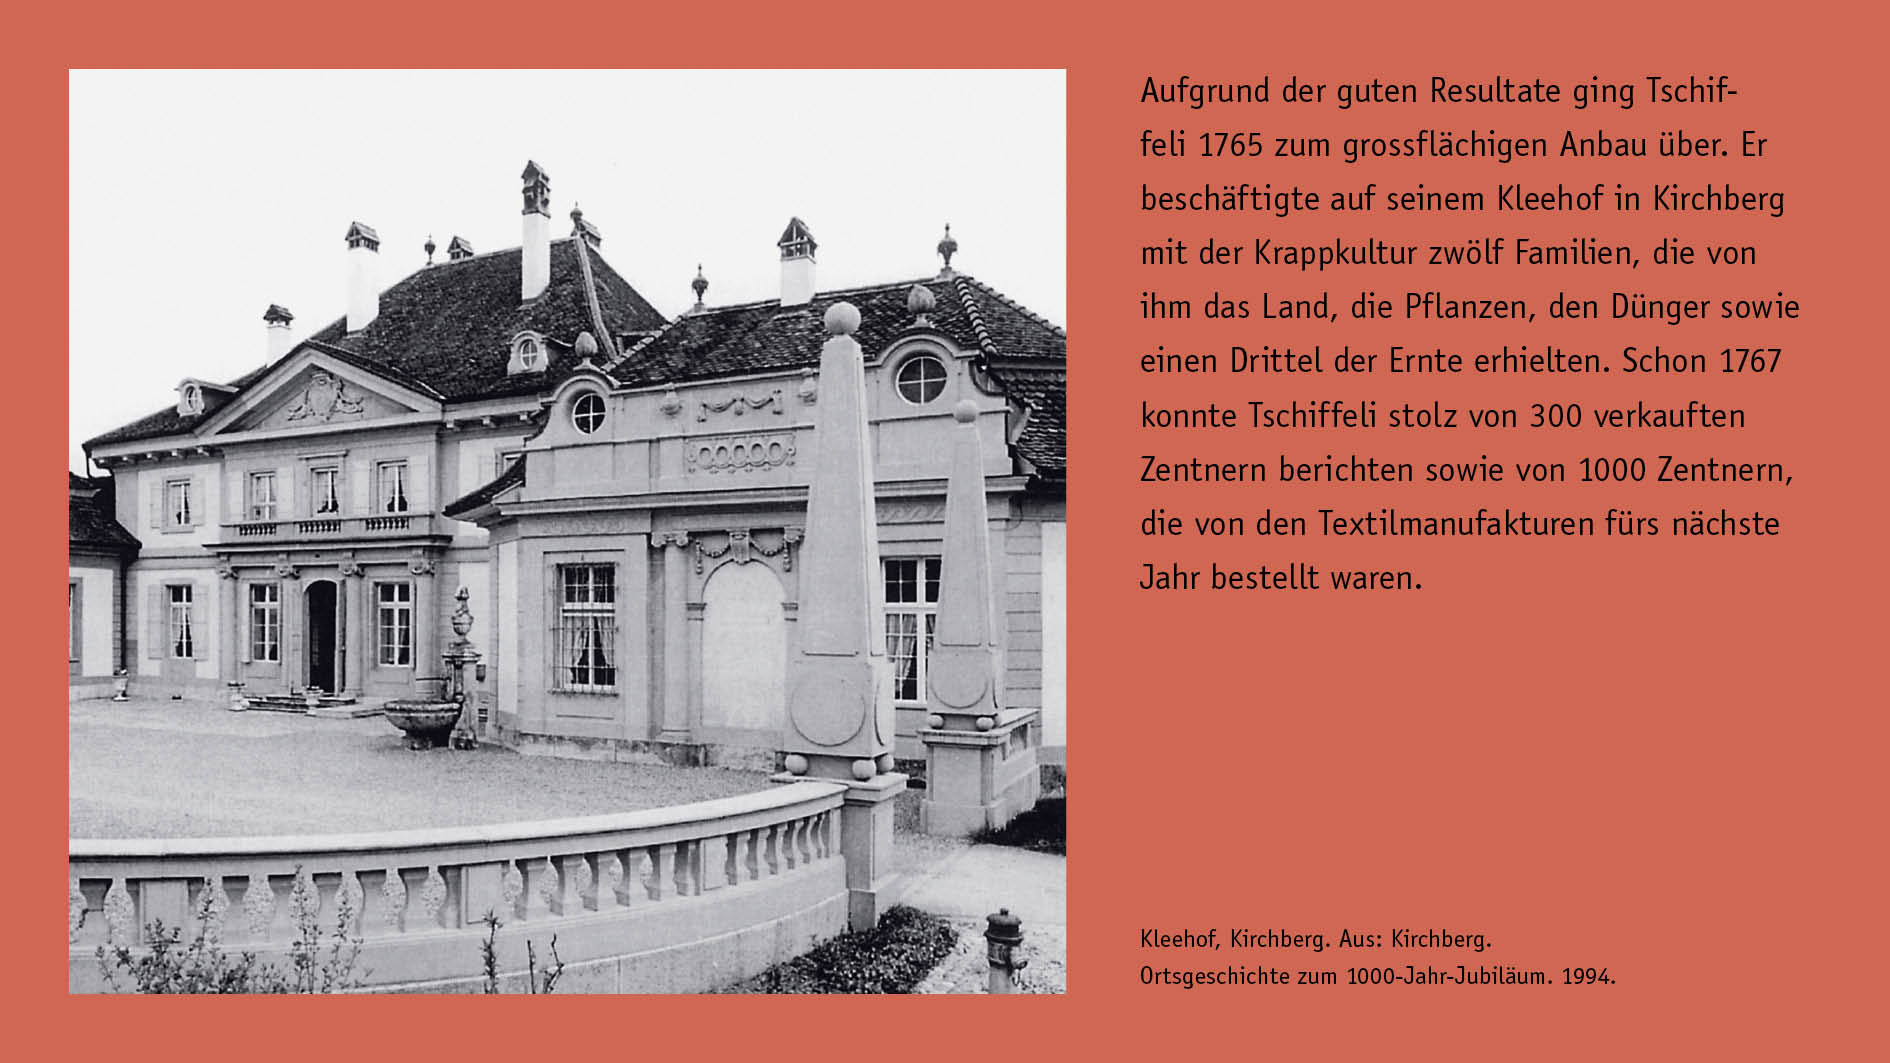 Aufgrund der guten Resultate ging Tschif-
feli 1765 zum grossflächigen Anbau über. Er
beschäftigte auf seinem Kleehof in Kirchberg
mit der Krappkultur zwölf Familien, die von
ihm das Land, die Pflanzen, den Dünger sowie
einen Drittel der Ernte erhielten. Schon 1767
konnte Tschiffeli stolz von 300 verkauften
Zentnern berichten sowie von 1000 Zentnern,
die von den Textilmanufakturen fürs nächste
Jahr bestellt waren.
Kleehof, Kirchberg. Aus: Kirchberg.
Ortsgeschichte zum 1000-Jahr-Jubiläum. 1994.